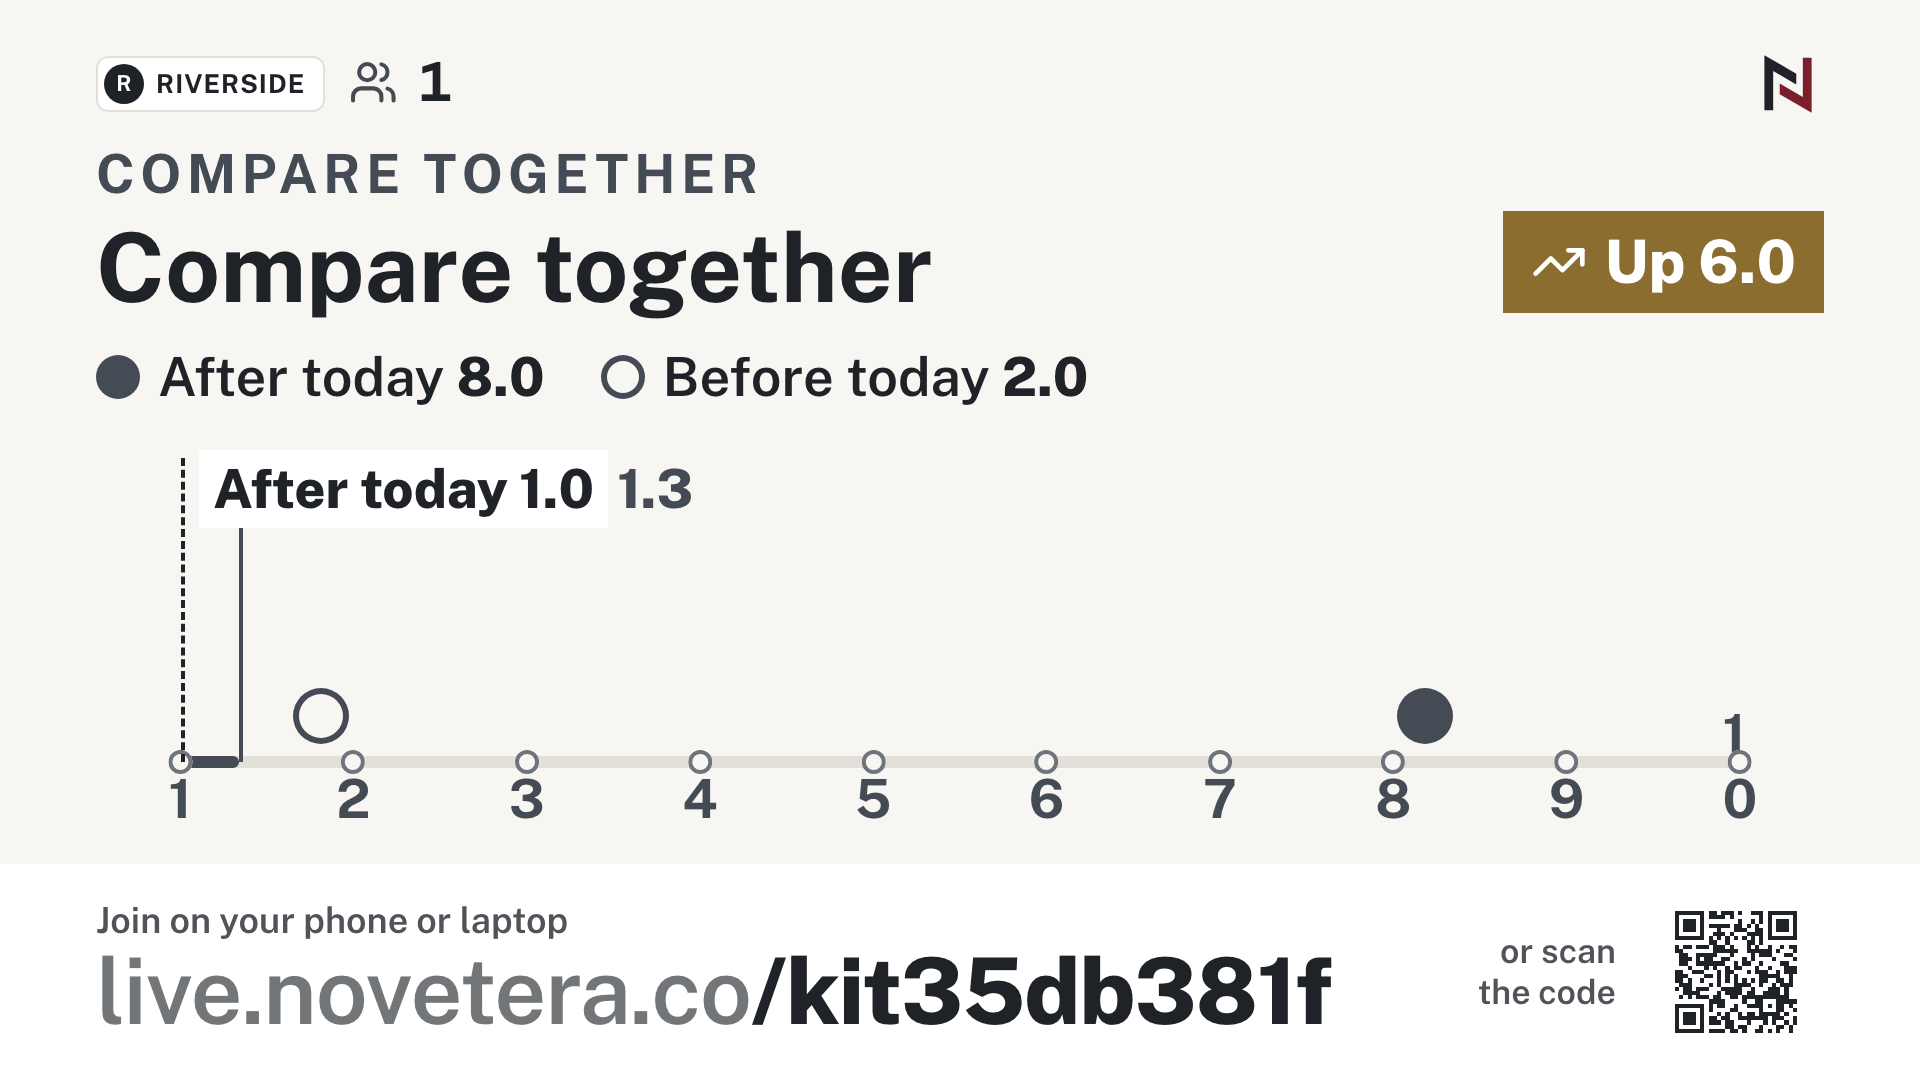 R RIVERSIDE 1
COMPARE TOGETHER
Compare together
Up 6.0
After today 8.0 Before today 2.0
After today 1.0 1.3
1 2 3 4 5 6 7 8 9 10
Join on your phone or laptop
live.novetera.co/kit35db381f
or scan
the code